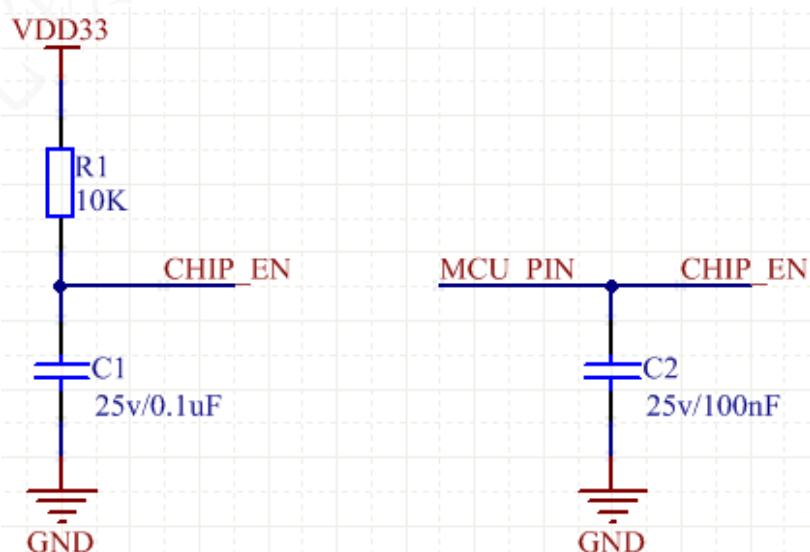 VDD33
R1
10K
CHIP_EN
C1
25v/0.1uF
GND
MCU_PIN
CHIP_EN
C2
25v/100nF
GND